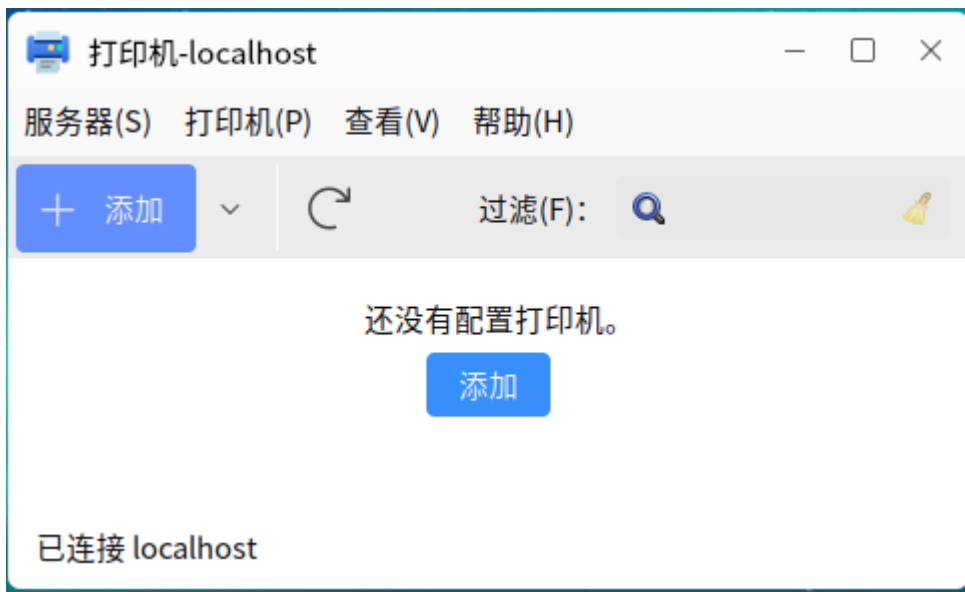 打印机-localhost
服务器(S) 打印机(P) 查看(V) 帮助(H)
添加 过滤(F)：
还没有配置打印机。
添加
已连接 localhost